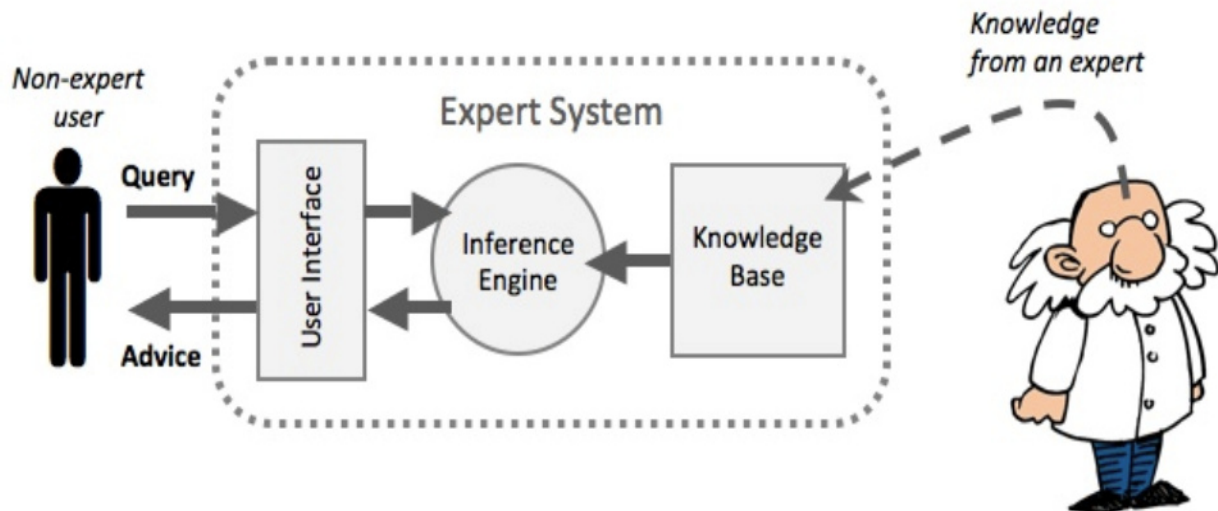 Non-expert
user
Query
Advice
Expert System
User Interface
Inference
Engine
Knowledge
Base
Knowledge
from an expert